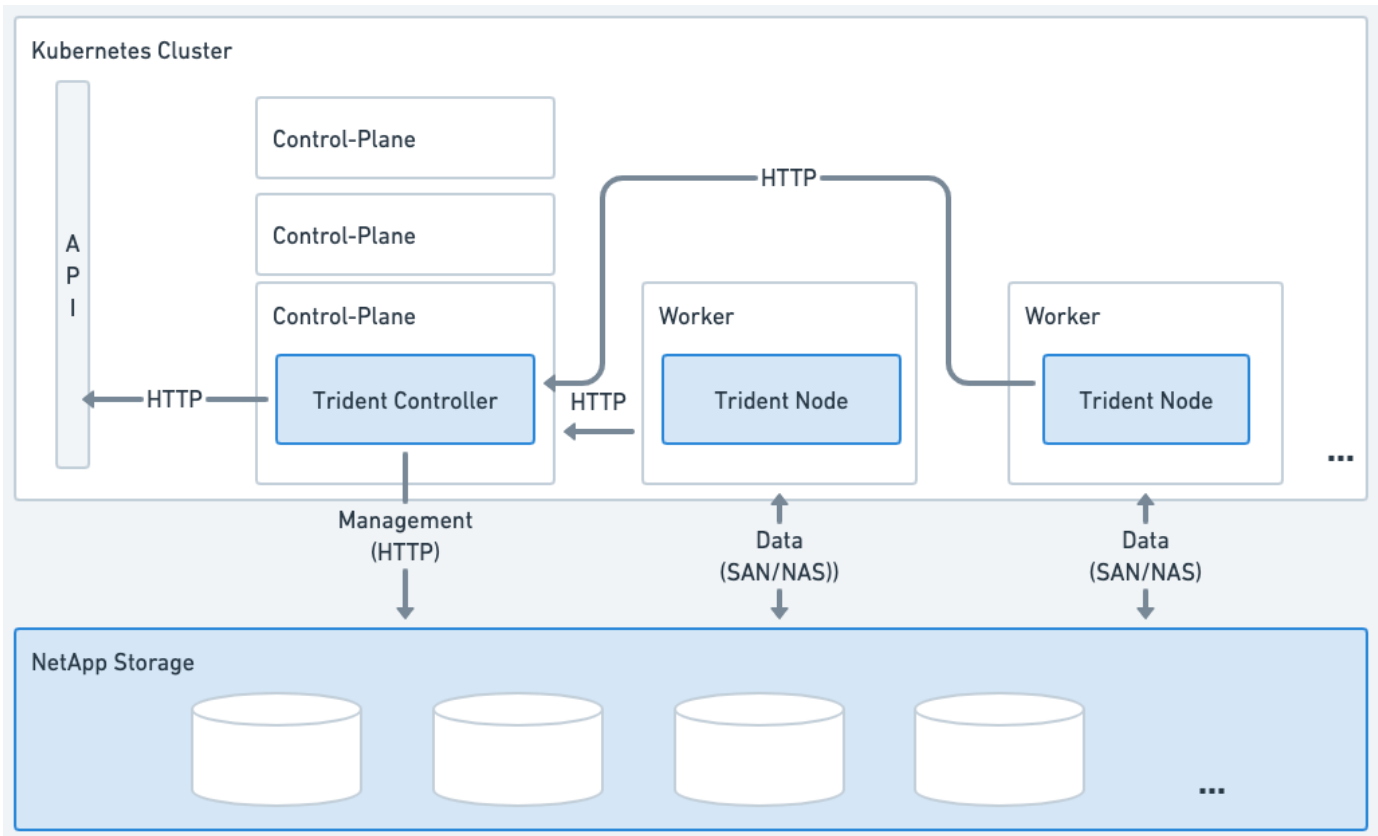 Kubernetes Cluster
A
P
I
Control-Plane
Control-Plane
Control-Plane
Trident Controller
HTTP
HTTP
HTTP
Worker
Trident Node
Worker
Trident Node
...
Management
(HTTP)
Data
(SAN/NAS))
Data
(SAN/NAS)
NetApp Storage
...